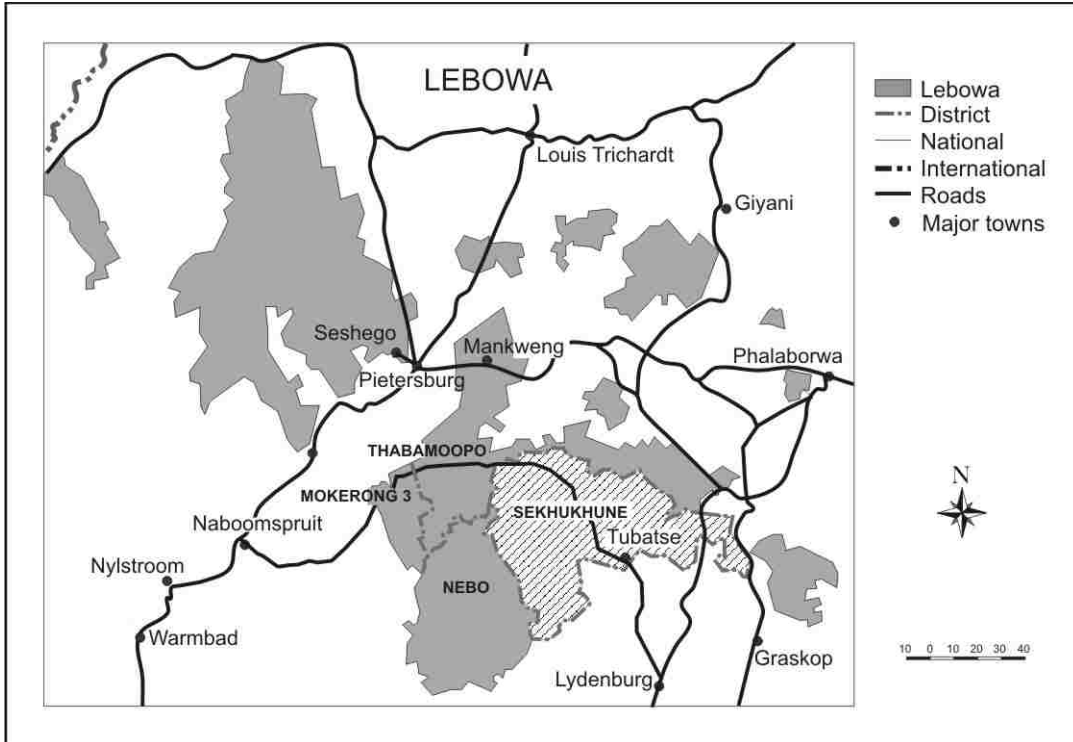 LEBOWA
Louis Trichardt
Giyani
Seshego
Mankweng
Pietersburg
Phalaborwa
THABAMOOPO
MOKERONG 3
SEKHUKHUNE
Naboomspruit
Tubatse
Nylstroom
NEBO
Warmbad
Graskop
Lydenburg
Lebowa
District
National
International
Roads
Major towns
N
10 0 10 20 30 40